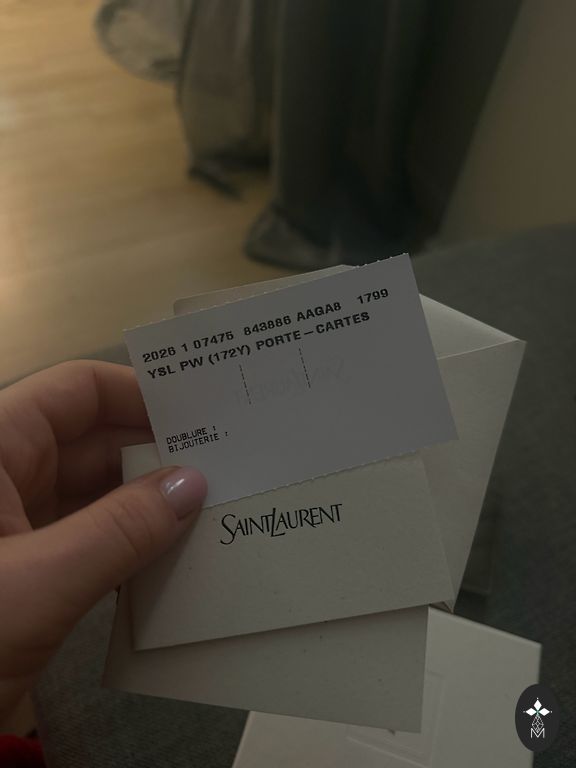 2026 1 07475 843886 AAGA8 1799
YSL PW (172Y) PORTE-CARTES
DOUBLURE :
BIJOUTERIE :
SAINT LAURENT
M